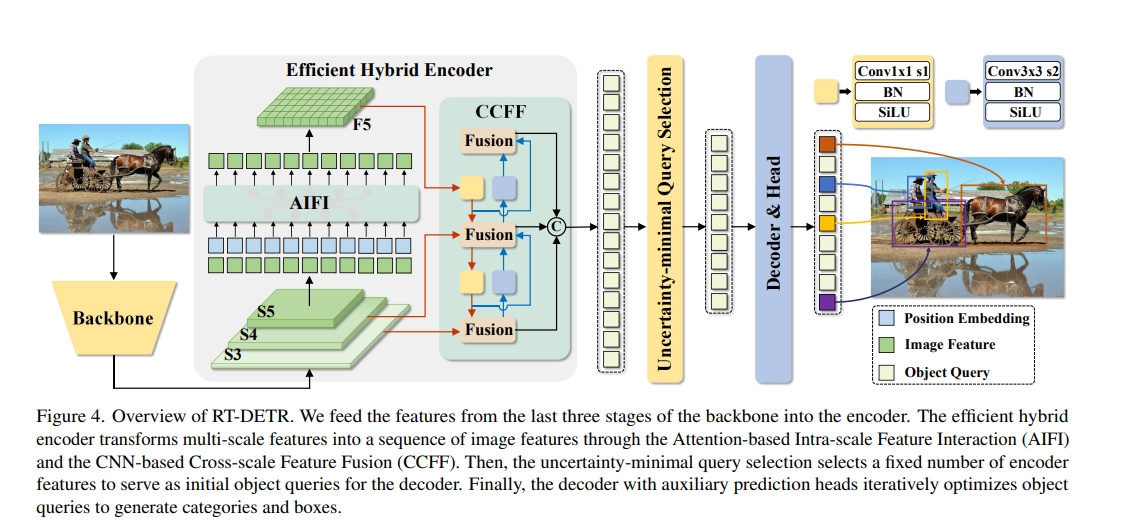 Efficient Hybrid Encoder
F5
AIFI
S5
S4
S3
Backbone
CCFF
Fusion
Fusion
Fusion
C
Uncertainty-minimal Query Selection
Decoder & Head
Conv1x1 s1
BN
SiLU
Conv3x3 s2
BN
SiLU
Position Embedding
Image Feature
Object Query
Figure 4. Overview of RT-DETR. We feed the features from the last three stages of the backbone into the encoder. The efficient hybrid
encoder transforms multi-scale features into a sequence of image features through the Attention-based Intra-scale Feature Interaction (AIFI)
and the CNN-based Cross-scale Feature Fusion (CCFF). Then, the uncertainty-minimal query selection selects a fixed number of encoder
features to serve as initial object queries for the decoder. Finally, the decoder with auxiliary prediction heads iteratively optimizes object
queries to generate categories and boxes.